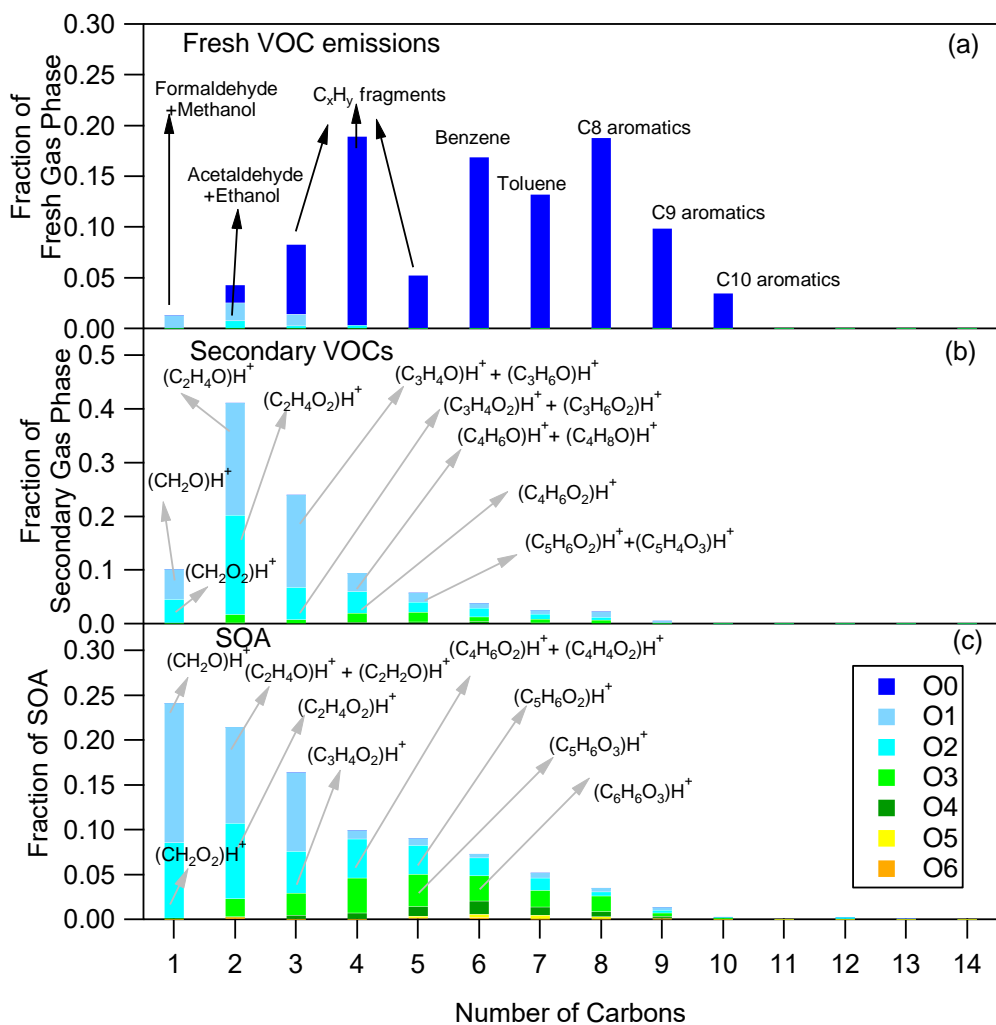 0.30
0.25
0.20
0.15
0.10
0.05
0.00
Fraction of
Fresh Gas Phase
Fresh VOC emissions
(a)
Formaldehyde
+Methanol
CxHy fragments
Acetaldehyde
+Ethanol
Benzene
Toluene
C8 aromatics
C9 aromatics
C10 aromatics
0.5
0.4
0.3
0.2
0.1
0.0
Fraction of
Secondary Gas Phase
Secondary VOCs
(b)
(C2H4O)H+
(C2H4O2)H+
(C3H4O)H+ + (C3H6O)H+
(C3H4O2)H+ + (C3H6O2)H+
(C4H6O)H+ + (C4H8O)H+
(CH2O)H+
(C4H6O2)H+
(CH2O2)H+
(C5H6O2)H+ +(C5H4O3)H+
0.30
0.25
0.20
0.15
0.10
0.05
0.00
Fraction of SOA
SOA
(c)
(CH2O)H+
(C2H4O)H+ + (C2H2O)H+
(C4H6O2)H+ + (C4H4O2)H+
(C2H4O2)H+
(C5H6O2)H+
(C3H4O2)H+
(C5H6O3)H+
(C6H6O3)H+
(CH2O2)H+
O0
O1
O2
O3
O4
O5
O6
1 2 3 4 5 6 7 8 9 10 11 12 13 14
Number of Carbons